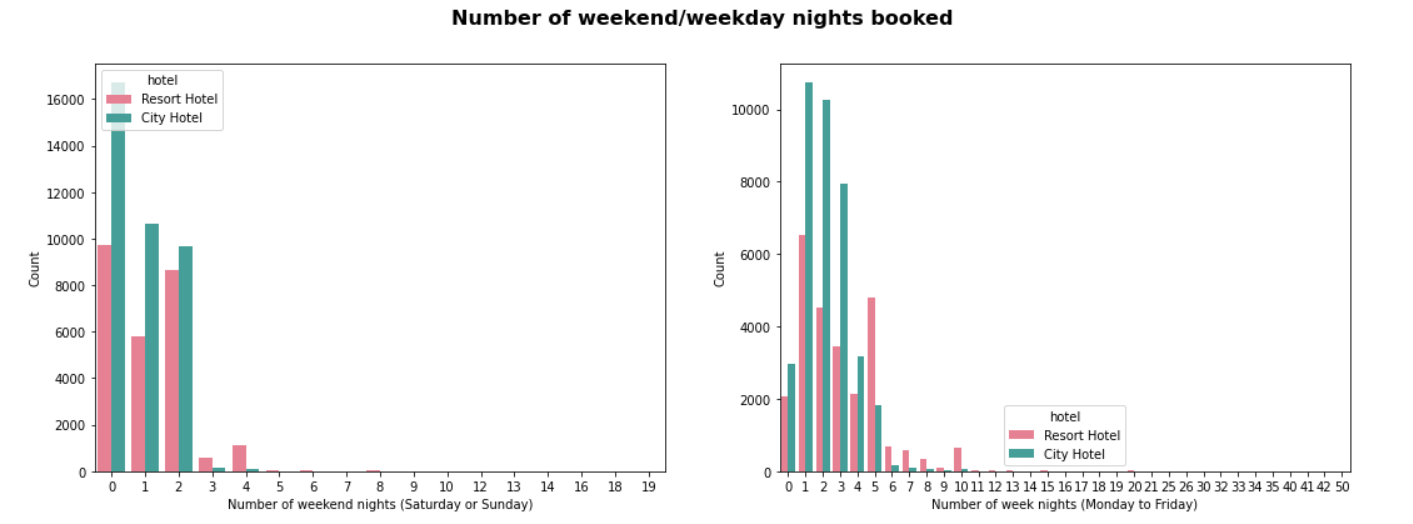 Number of weekend/weekday nights booked
hotel
Resort Hotel
City Hotel
16000
14000
12000
10000
8000
6000
4000
2000
0
Count
0 1 2 3 4 5 6 7 8 9 10 12 13 14 16 18 19
Number of weekend nights (Saturday or Sunday)
10000
8000
6000
4000
2000
0
Count
hotel
Resort Hotel
City Hotel
0 1 2 3 4 5 6 7 8 9 10 11 12 13 14 15 16 17 18 19 20 21 25 26 30 32 33 34 35 40 41 42 50
Number of week nights (Monday to Friday)